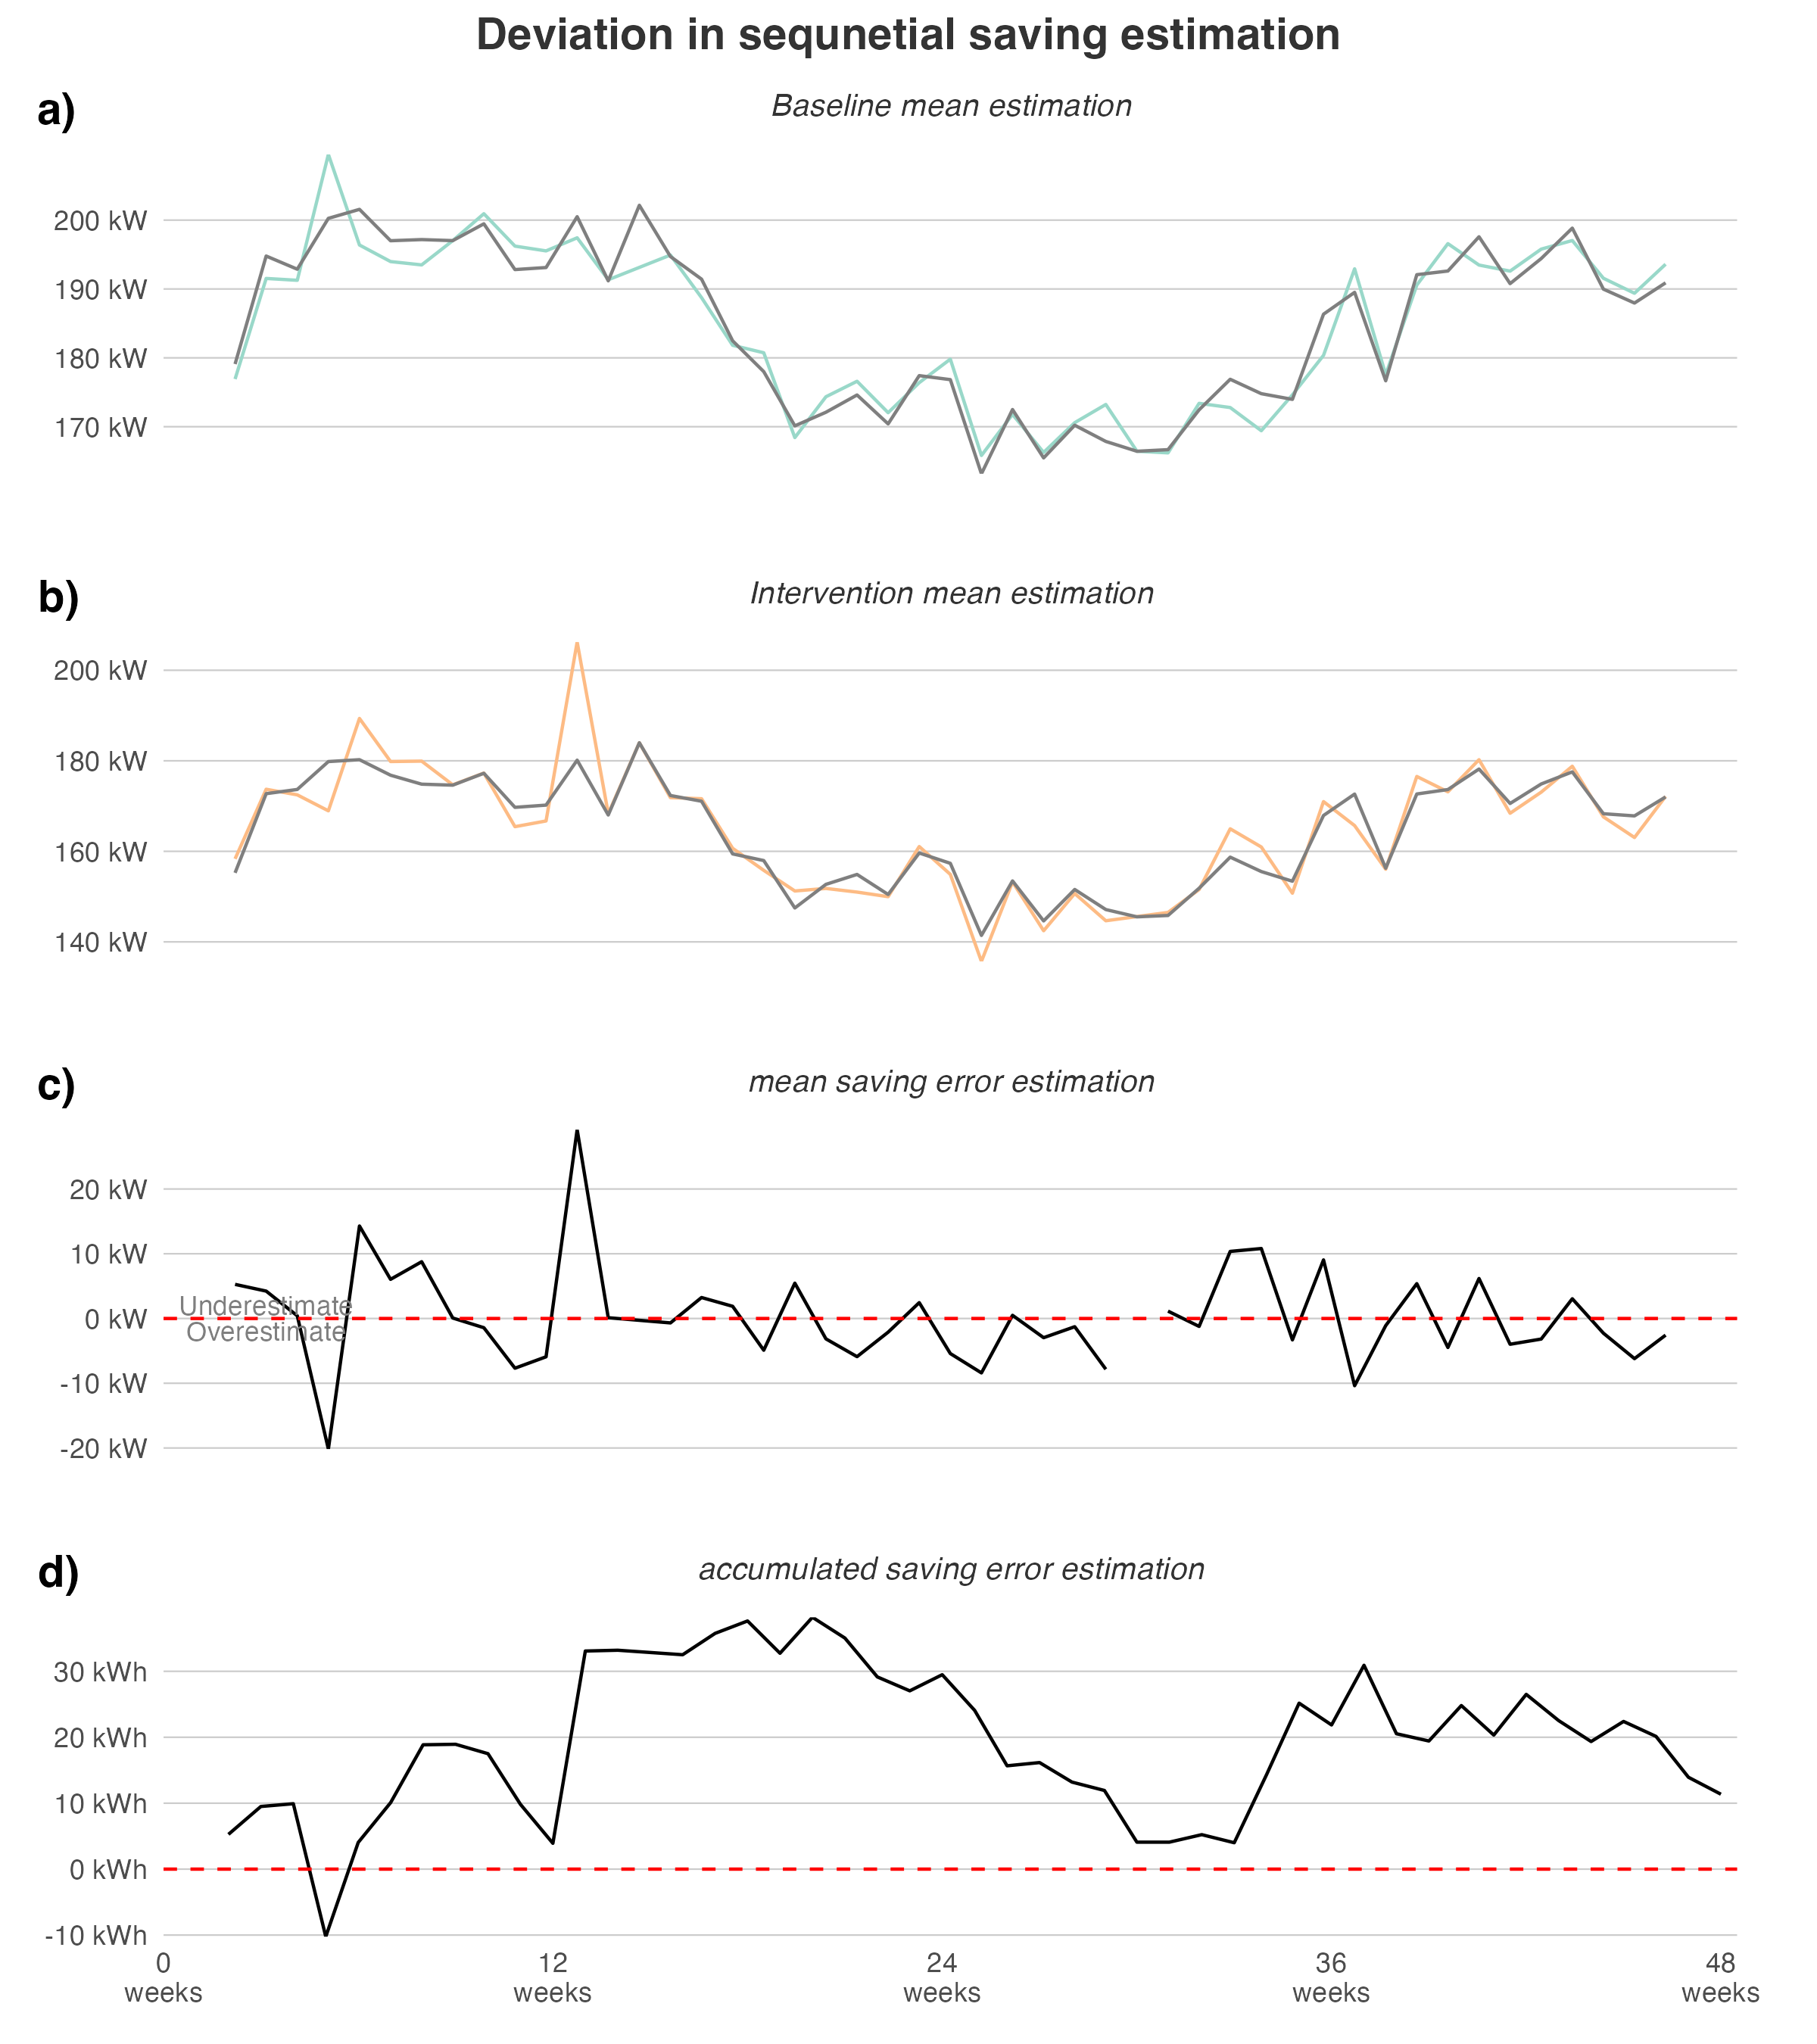 Deviation in sequnetial saving estimation
a)
Baseline mean estimation
200 kW
190 kW
180 kW
170 kW
b)
Intervention mean estimation
200 kW
180 kW
160 kW
140 kW
c)
mean saving error estimation
20 kW
10 kW
Underestimate
0 kW
Overestimate
-10 kW
-20 kW
d)
accumulated saving error estimation
30 kWh
20 kWh
10 kWh
0 kWh
-10 kWh
0 12 24 36 48
weeks weeks weeks weeks weeks